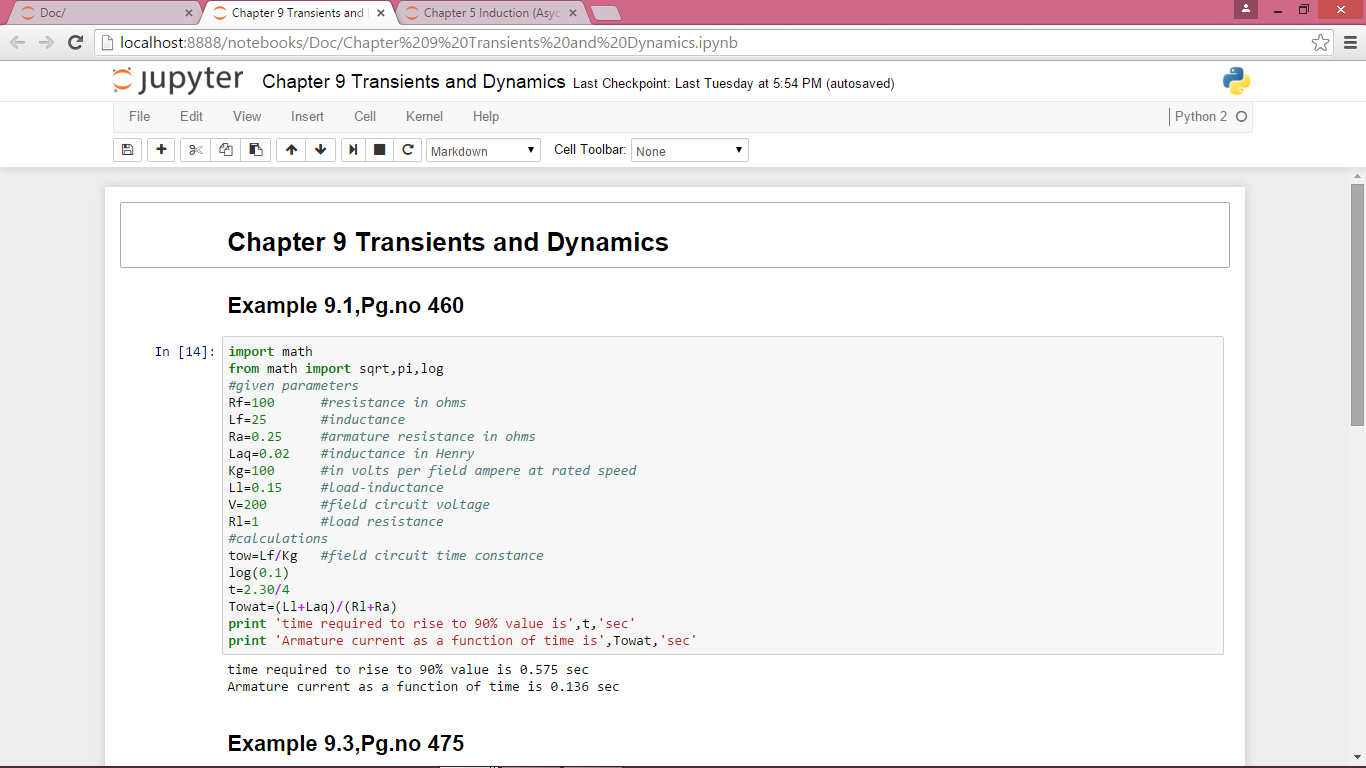 Doc/
Chapter 9 Transients and
Chapter 5 Induction (Asyc
localhost:8888/notebooks/Doc/Chapter%209%20Transients%20and%20Dynamics.ipynb
jupyter Chapter 9 Transients and Dynamics Last Checkpoint: Last Tuesday at 5:54 PM (autosaved)
File Edit View Insert Cell Kernel Help Python 2
Markdown Cell Toolbar: None
Chapter 9 Transients and Dynamics
Example 9.1,Pg.no 460
In [14]: import math
from math import sqrt,pi,log
#given parameters
Rf=100 #resistance in ohms
Lf=25 #inductance
Ra=0.25 #armature resistance in ohms
Laq=0.02 #inductance in Henry
Kg=100 #in volts per field ampere at rated speed
Ll=0.15 #load-inductance
V=200 #field circuit voltage
Rl=1 #load resistance
#calculations
tow=Lf/Kg #field circuit time constance
log(0.1)
t=2.30/4
Towat=(Ll+Laq)/(Rl+Ra)
print 'time required to rise to 90% value is',t,'sec'
print 'Armature current as a function of time is',Towat,'sec'
time required to rise to 90% value is 0.575 sec
Armature current as a function of time is 0.136 sec
Example 9.3,Pg.no 475